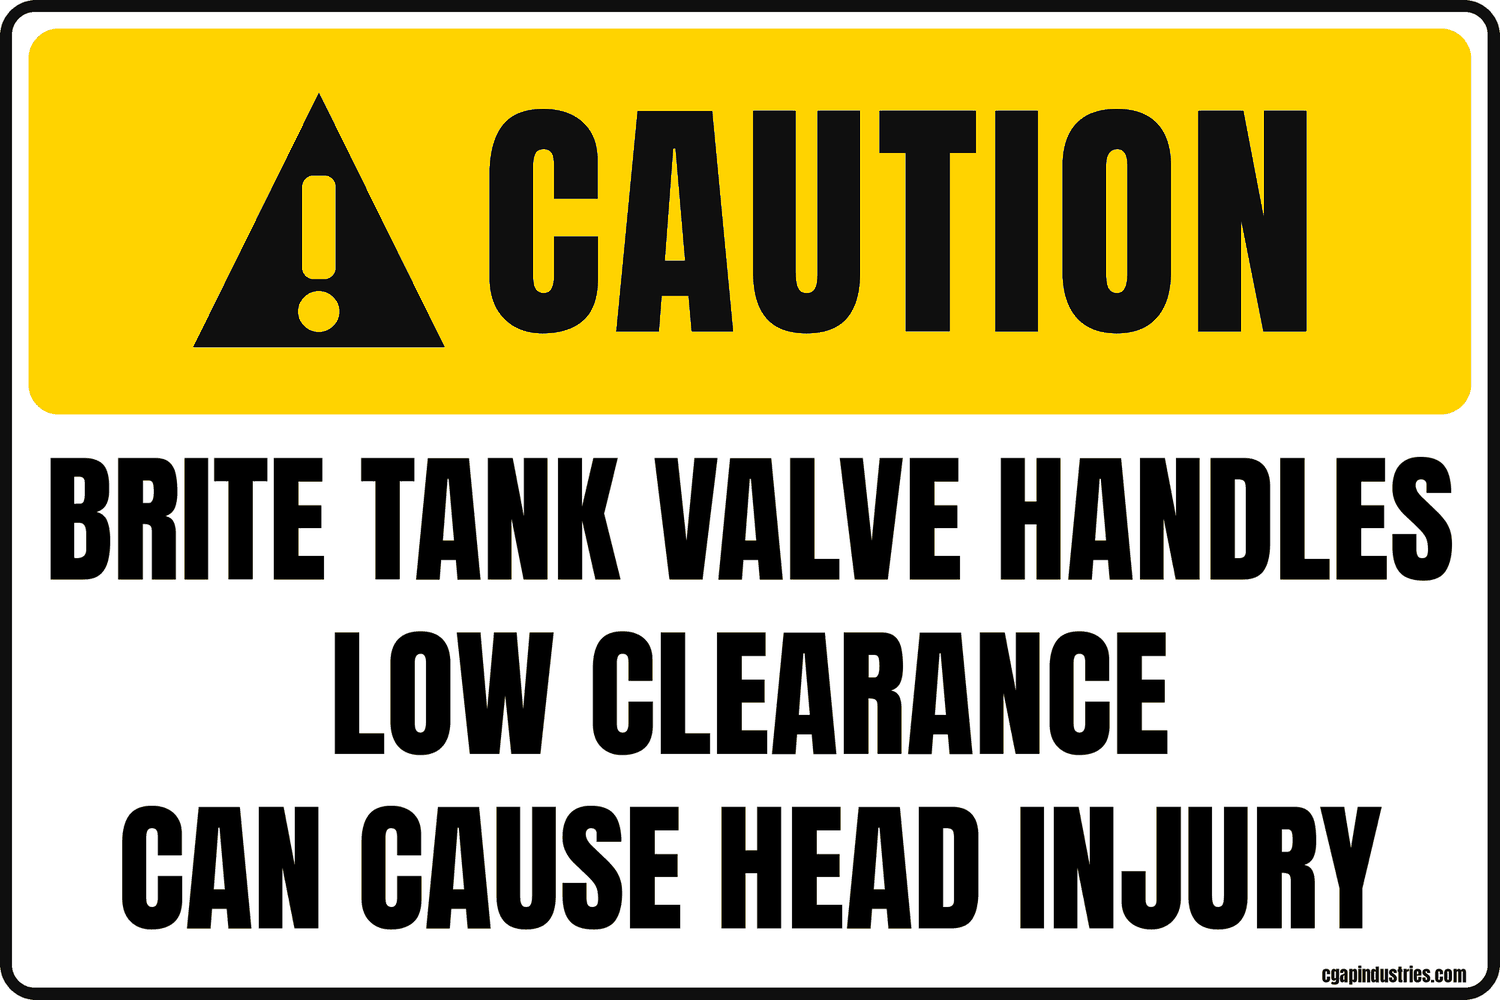 CAUTION
BRITE TANK VALVE HANDLES
LOW CLEARANCE
CAN CAUSE HEAD INJURY
cgapindustries.com